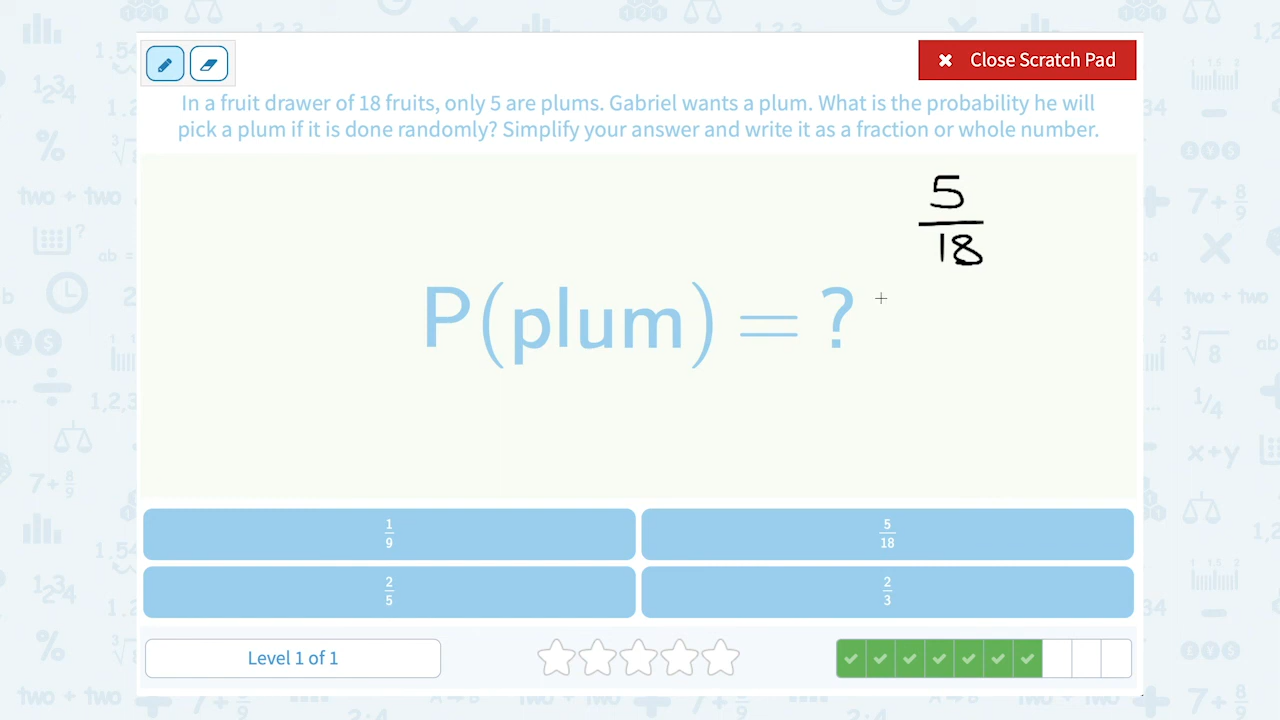 Close Scratch Pad
In a fruit drawer of 18 fruits, only 5 are plums. Gabriel wants a plum. What is the probability he will
pick a plum if it is done randomly? Simplify your answer and write it as a fraction or whole number.
5
18
P(plum) = ?
1
9
5
18
2
5
2
3
Level 1 of 1